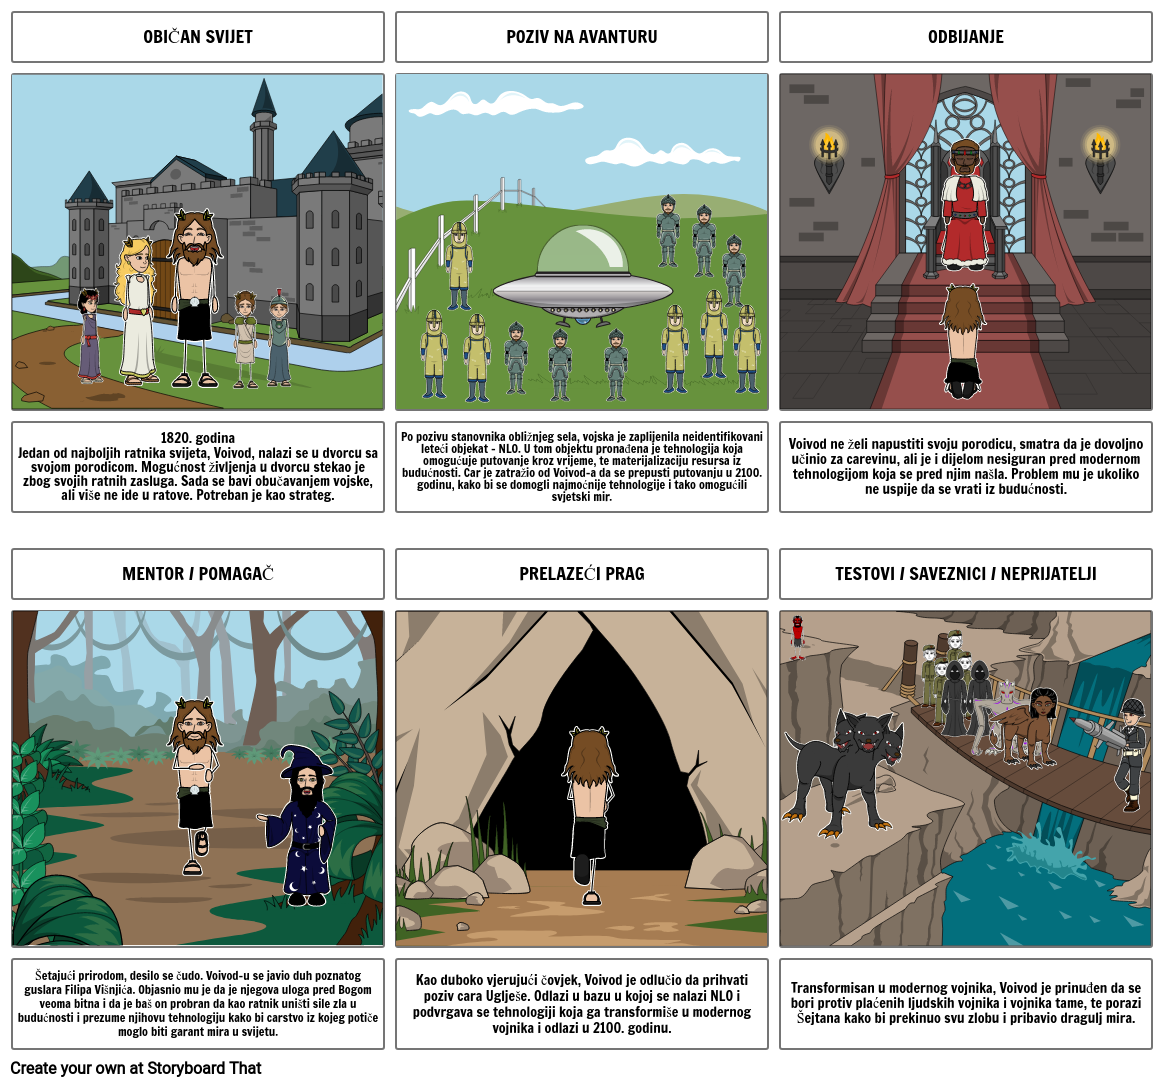 OBIČAN SVIJET
POZIV NA AVANTURU
ODBIJANJE
1820. godina
Jedan od najboljih ratnika svijeta, Voivod, nalazi se u dvorcu sa
svojom porodicom. Mogućnost življenja u dvorcu stekao je
zbog svojih ratnih zasluga. Sada se bavi obučavanjem vojske,
ali više ne ide u ratove. Potreban je kao strateg.
Po pozivu stanovnika obližnjeg sela, vojska je zaplijenila neidentifikovani
leteći objekat - NLO. U tom objektu pronađena je tehnologija koja
omogućuje putovanje kroz vrijeme, te materijalizaciju resursa iz
budućnosti. Car je zatražio od Voivod-a da se prepusti putovanju u 2100.
godinu, kako bi se domogli najmoćnije tehnologije i tako omogućili
svjetski mir.
Voivod ne želi napustiti svoju porodicu, smatra da je dovoljno
učinio za carevinu, ali je i dijelom nesiguran pred modernom
tehnologijom koja se pred njim našla. Problem mu je ukoliko
ne uspije da se vrati iz budućnosti.
MENTOR / POMAGAČ
PRELAZEĆI PRAG
TESTOVI / SAVEZNICI / NEPRIJATELJI
Šetajući prirodom, desilo se čudo. Voivod-u se javio duh poznatog
guslara Filipa Višnjića. Objasnio mu je da je njegova uloga pred Bogom
veoma bitna i da je baš on probran da kao ratnik uništi sile zla u
budućnosti i prezume njihovu tehnologiju kako bi carstvo iz kojeg potiče
moglo biti garant mira u svijetu.
Kao duboko vjerujući čovjek, Voivod je odlučio da prihvati
poziv cara Uglješe. Odlazi u bazu u kojoj se nalazi NLO i
podvrgava se tehnologiji koja ga transformiše u modernog
vojnika i odlazi u 2100. godinu.
Transformisan u modernog vojnika, Voivod je prinuđen da se
bori protiv plaćenih ljudskih vojnika i vojnika tame, te porazi
Šejtana kako bi prekinuo svu zlobu i pribavio dragulj mira.
Create your own at Storyboard That